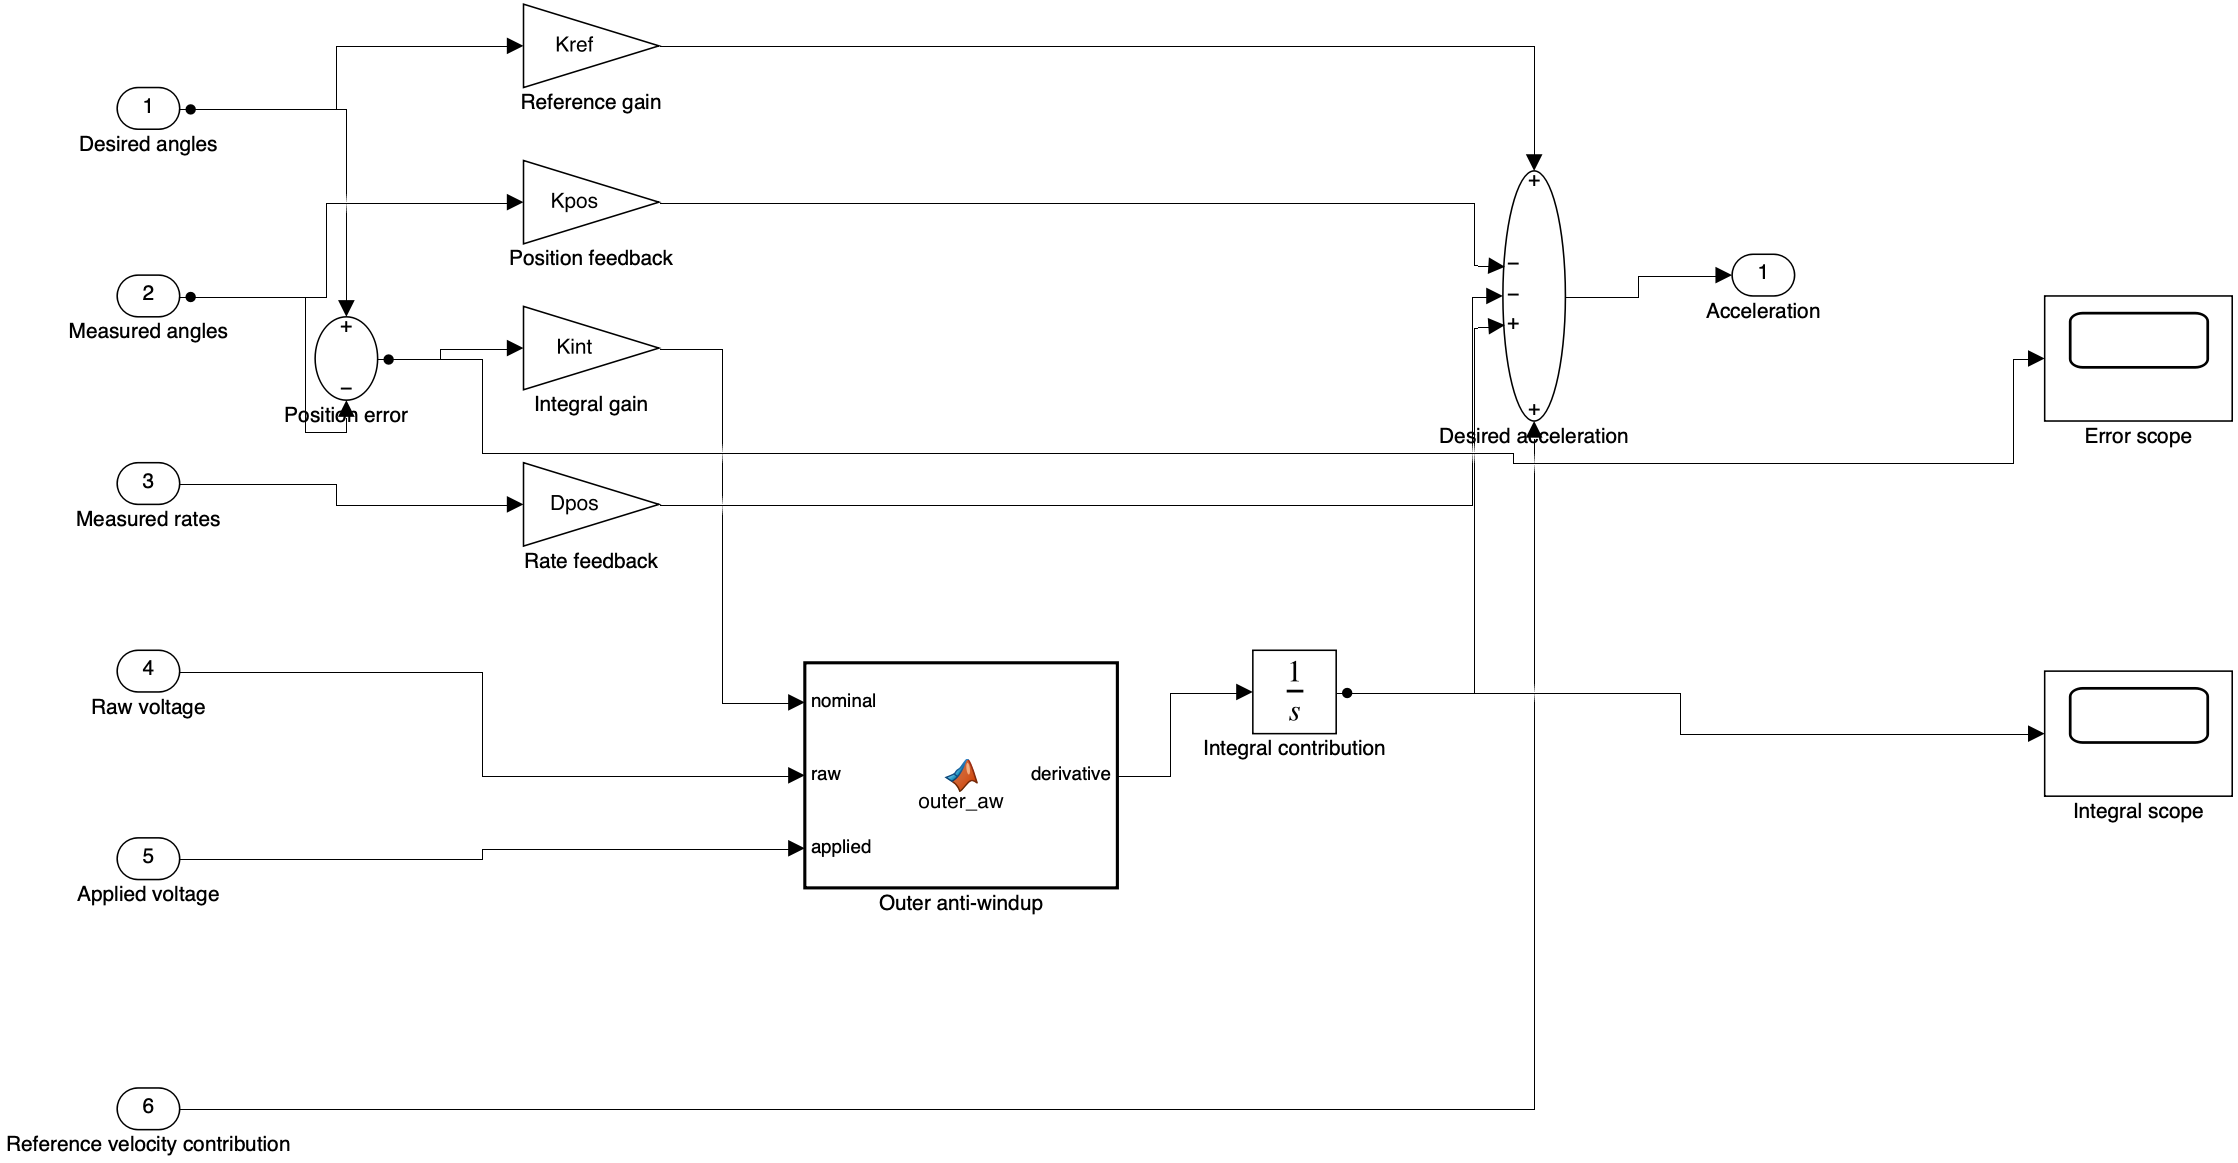 Kref
Reference gain
1
Desired angles
Kpos
Position feedback
+
2
Measured angles
−
−
+
1
Acceleration
+
−
Position error
Kint
Integral gain
+
Desired acceleration
Error scope
3
Measured rates
Dpos
Rate feedback
4
Raw voltage
nominal
raw
derivative
outer_aw
applied
Outer anti-windup
1
s
Integral contribution
Integral scope
5
Applied voltage
6
Reference velocity contribution